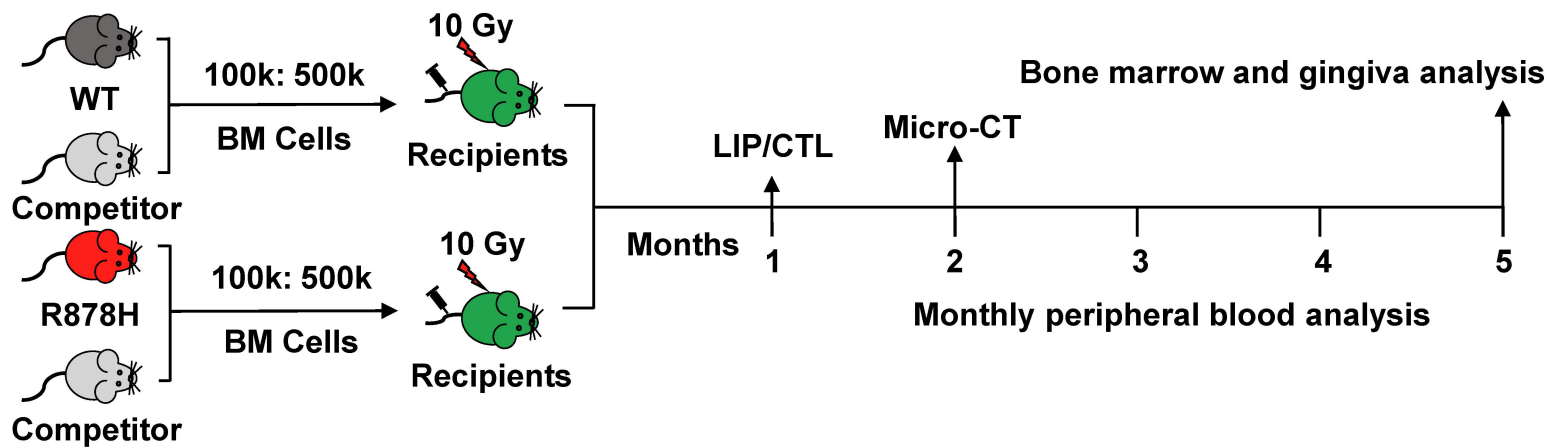 10 Gy
WT
100k: 500k
BM Cells
Competitor
Recipients
R878H
10 Gy
100k: 500k
BM Cells
Competitor
Recipients
LIP/CTL
Micro-CT
Bone marrow and gingiva analysis
Months
1
2
3
4
5
Monthly peripheral blood analysis